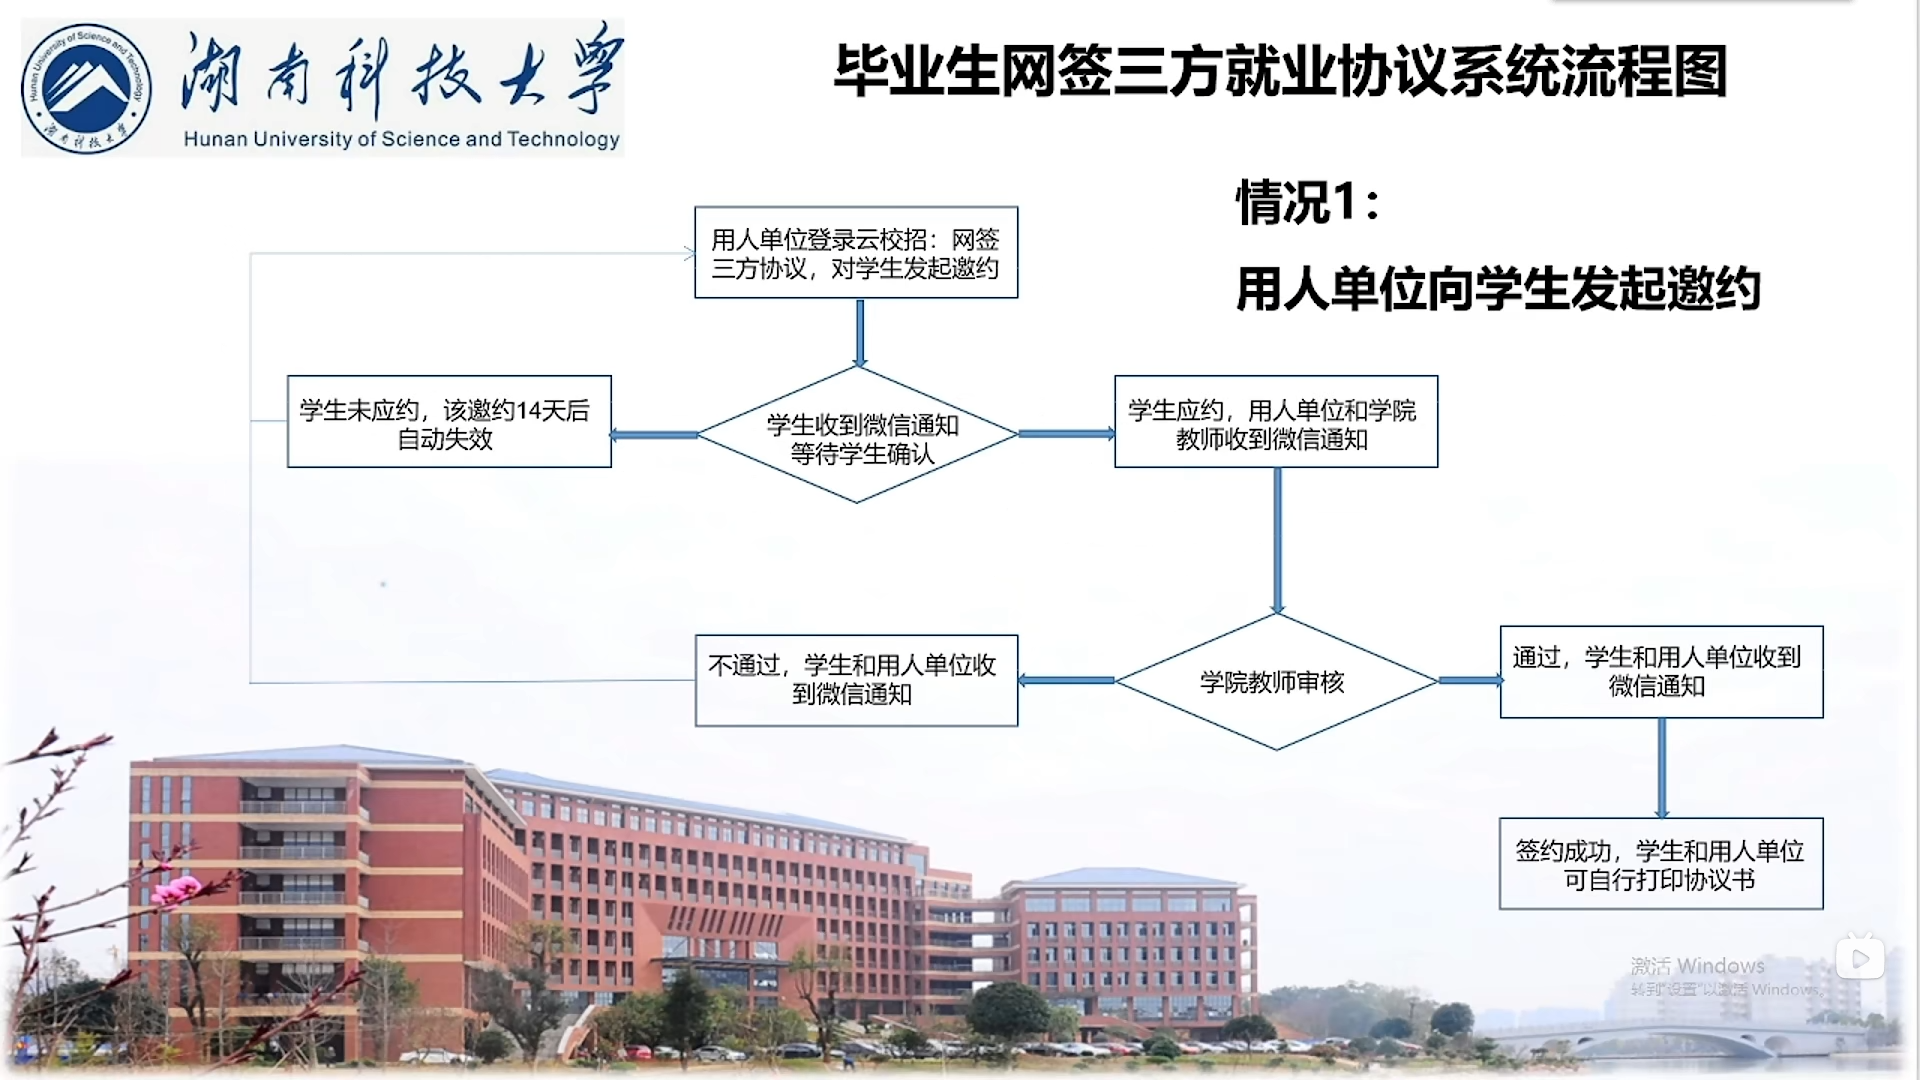 湖南科技大学
Hunan University of Science and Technology
毕业生网签三方就业协议系统流程图
情况1：
用人单位向学生发起邀约
用人单位登录云校招：网签
三方协议，对学生发起邀约
学生未应约，该邀约14天后
自动失效
学生收到微信通知
等待学生确认
学生应约，用人单位和学院
教师收到微信通知
不通过，学生和用人单位收
到微信通知
学院教师审核
通过，学生和用人单位收到
微信通知
签约成功，学生和用人单位
可自行打印协议书
激活 Windows
转到“设置”以激活 Windows。